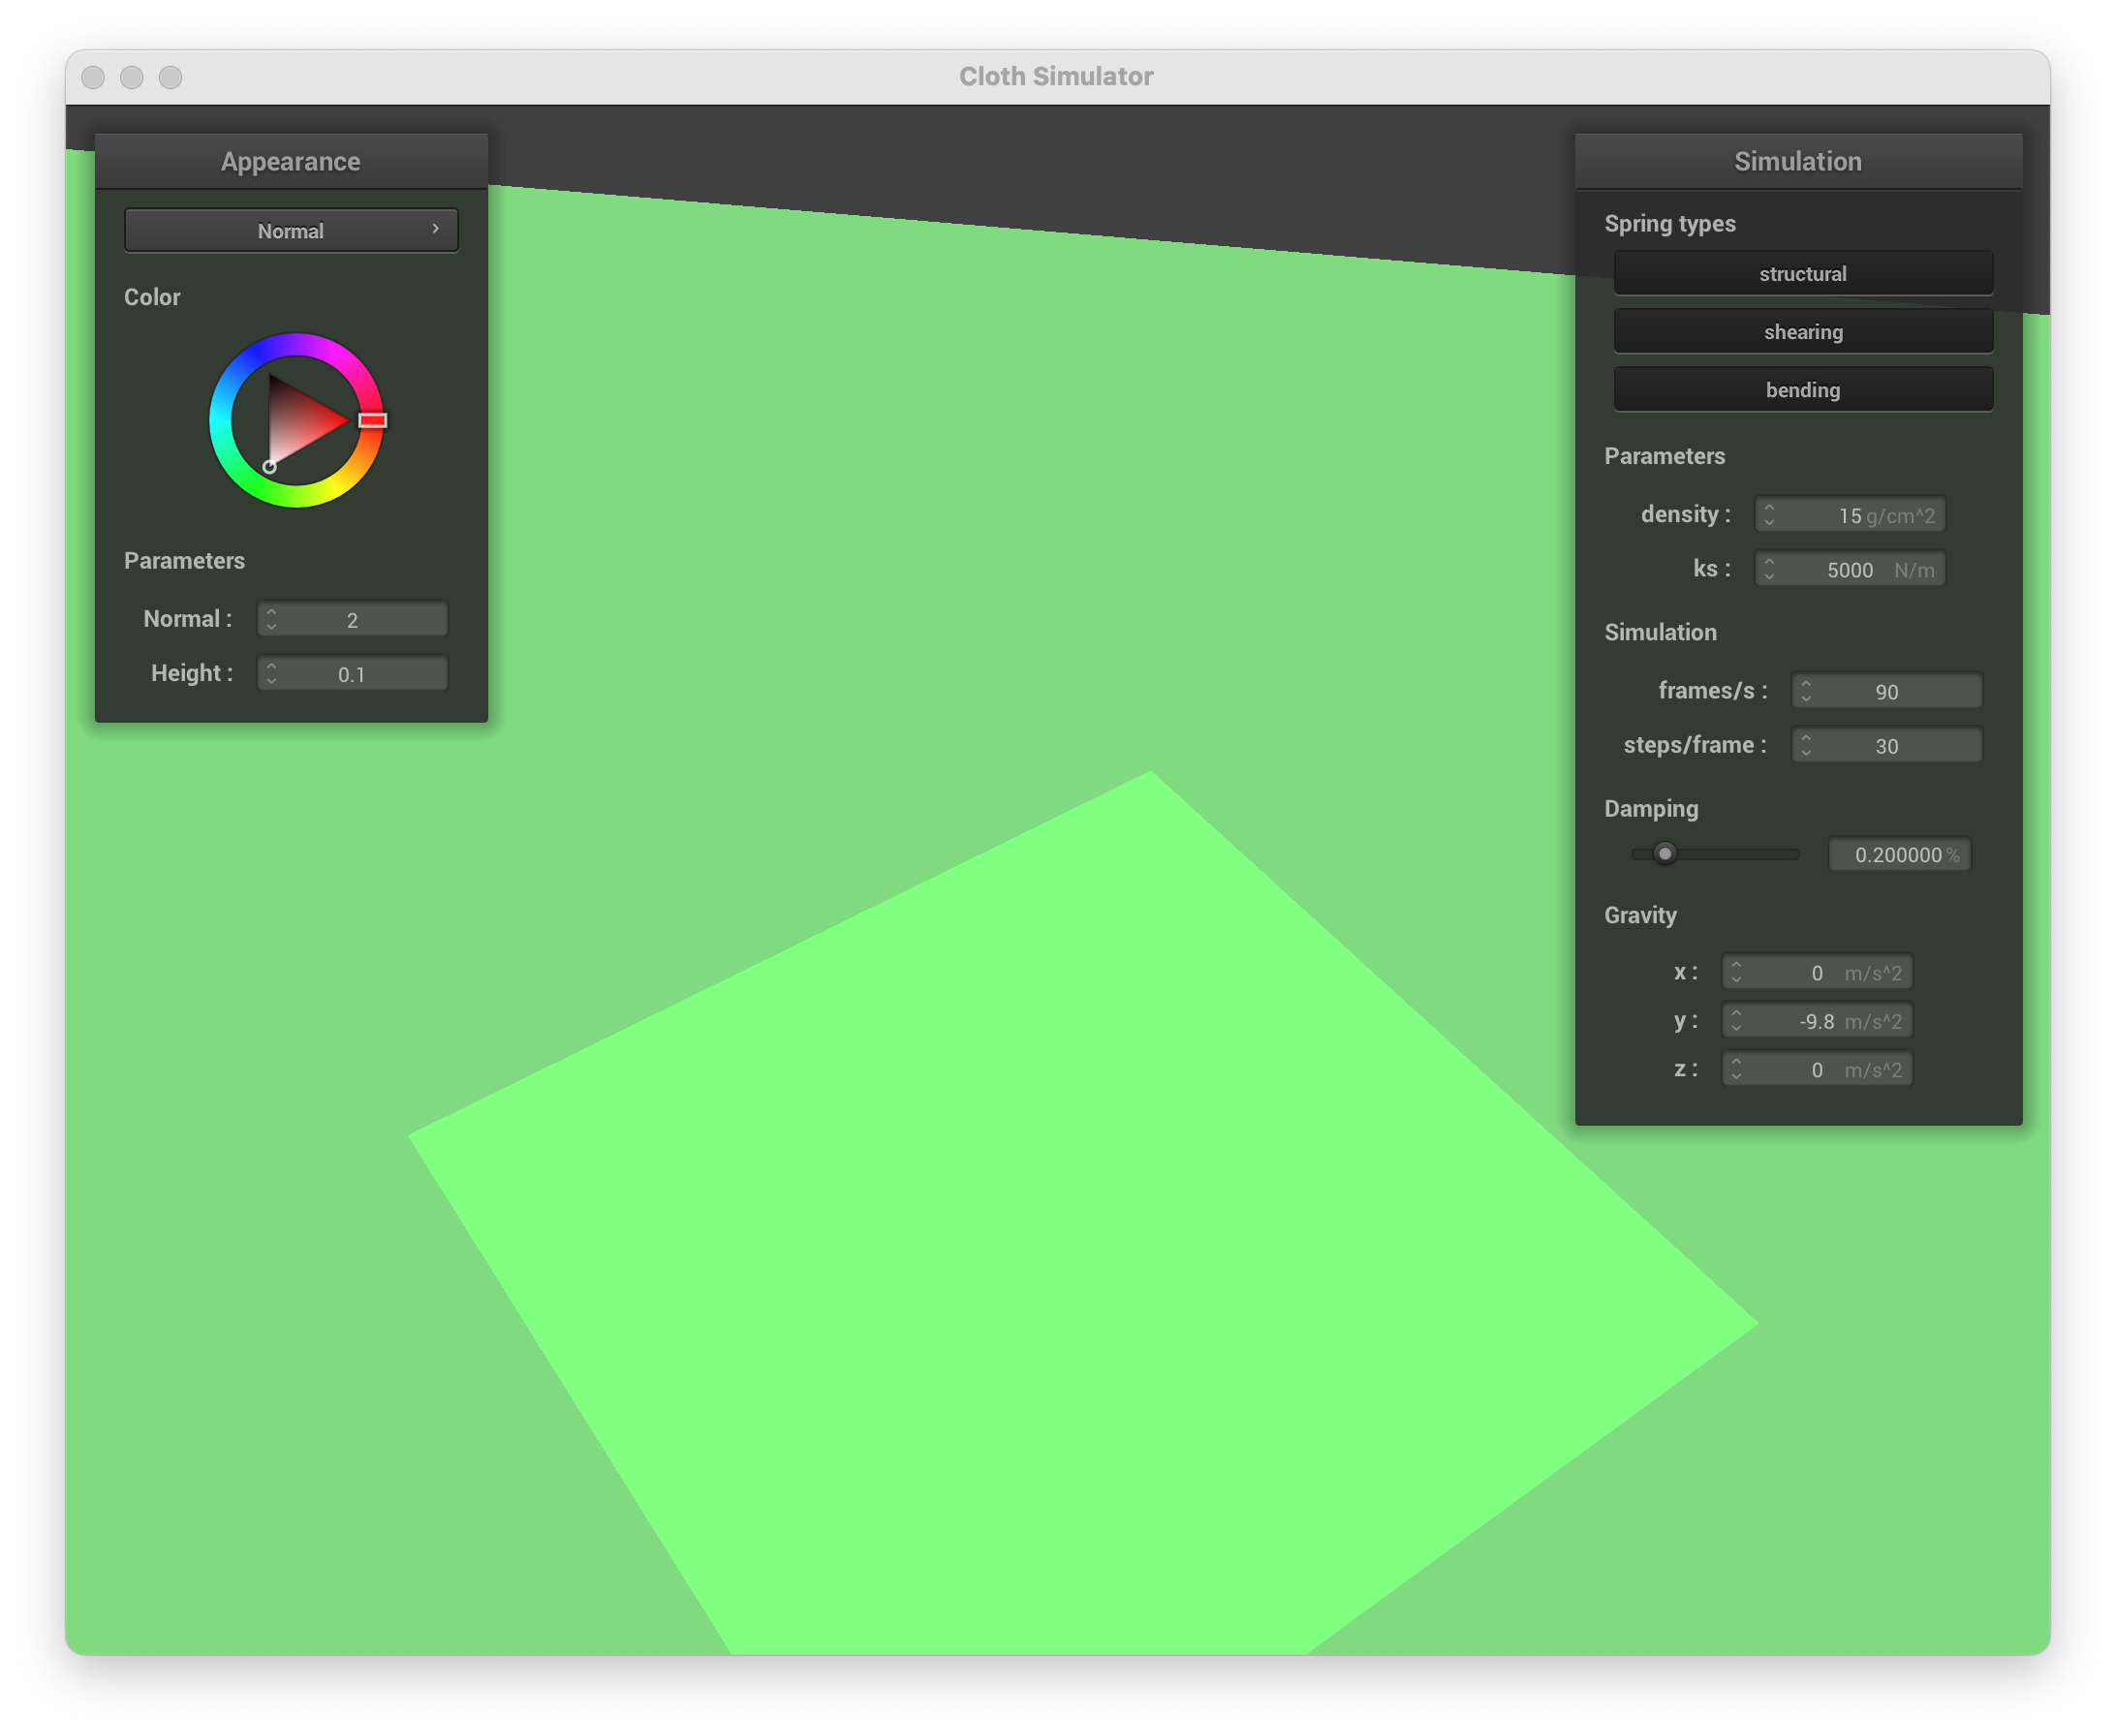 Cloth Simulator
Appearance
Normal
Color
Parameters
Normal :
2
Height :
0.1
Simulation
Spring types
structural
shearing
bending
Parameters
density :
15 g/cm^2
ks :
5000 N/m
Simulation
frames/s :
90
steps/frame :
30
Damping
0.200000 %
Gravity
x :
0 m/s^2
y :
-9.8 m/s^2
z :
0 m/s^2